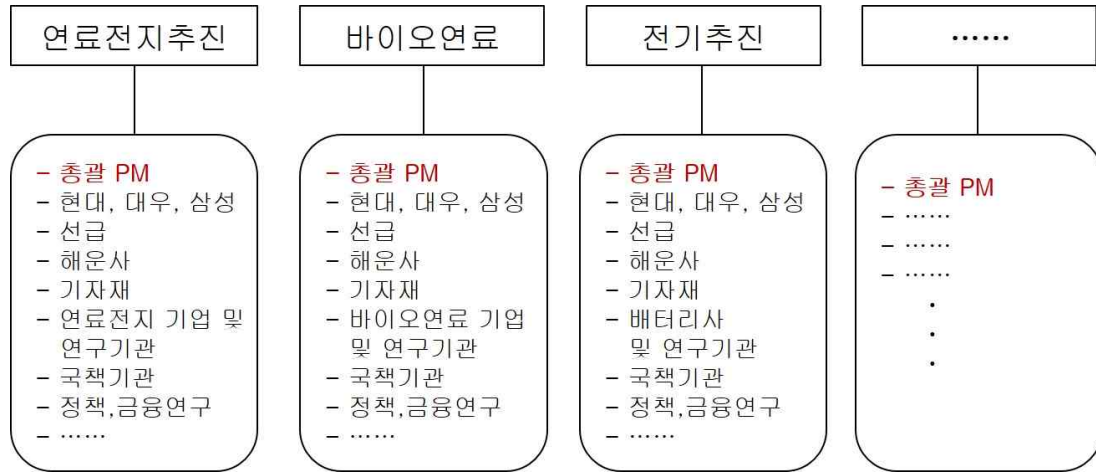 연료전지추진
- 총괄 PM
- 현대, 대우, 삼성
- 선급
- 해운사
- 기자재
- 연료전지 기업 및
연구기관
- 국책기관
- 정책,금융연구
- ……
바이오연료
- 총괄 PM
- 현대, 대우, 삼성
- 선급
- 해운사
- 기자재
- 바이오연료 기업
및 연구기관
- 국책기관
- 정책,금융연구
- ……
전기추진
- 총괄 PM
- 현대, 대우, 삼성
- 선급
- 해운사
- 기자재
- 배터리사
및 연구기관
- 국책기관
- 정책,금융연구
- ……
……
- 총괄 PM
- ……
- ……
- ……
.
.
.